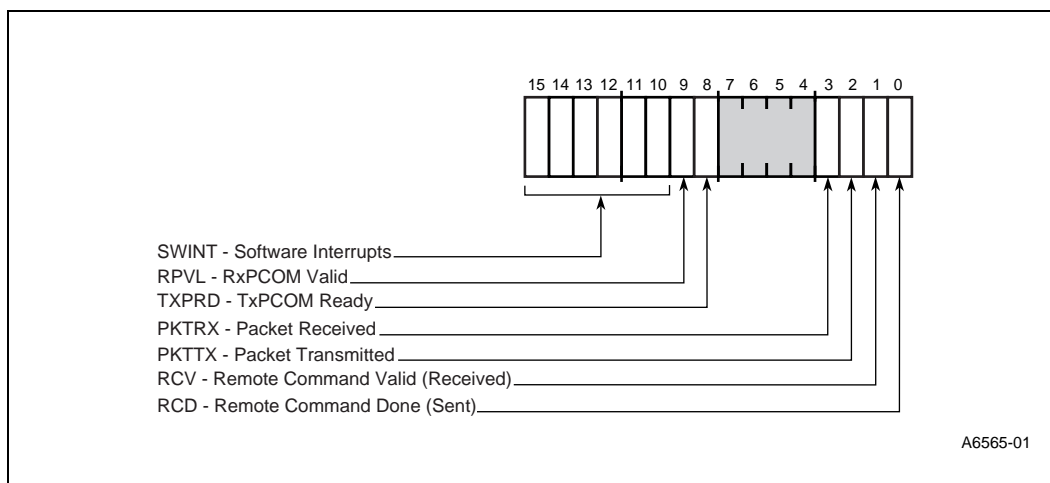 15 14 13 12 11 10 9 8 7 6 5 4 3 2 1 0
SWINT - Software Interrupts
RPVL - RxPCOM Valid
TXPRD - TxPCOM Ready
PKTRX - Packet Received
PKTTX - Packet Transmitted
RCV - Remote Command Valid (Received)
RCD - Remote Command Done (Sent)
A6565-01